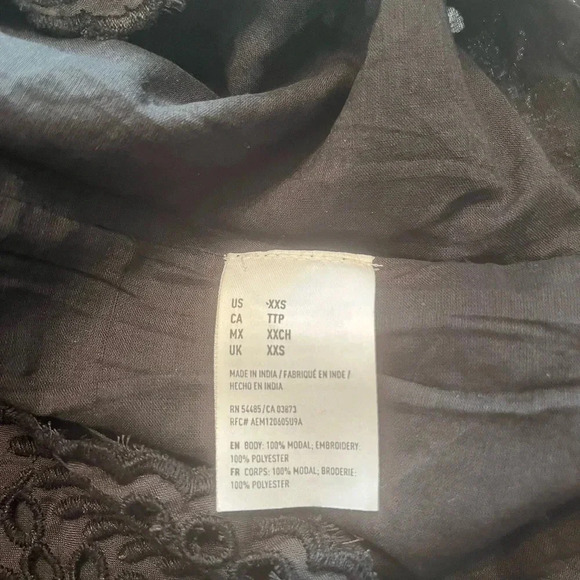 US XXS
CA TTP
MX XXCH
UK XXS
MADE IN INDIA / FABRIQUÉ EN INDE /
HECHO EN INDIA
RN 54485/CA 03873
RFC# AEM120605U9A
EN BODY: 100% MODAL; EMBROIDERY:
100% POLYESTER
FR CORPS: 100% MODAL; BRODERIE:
100% POLYESTER